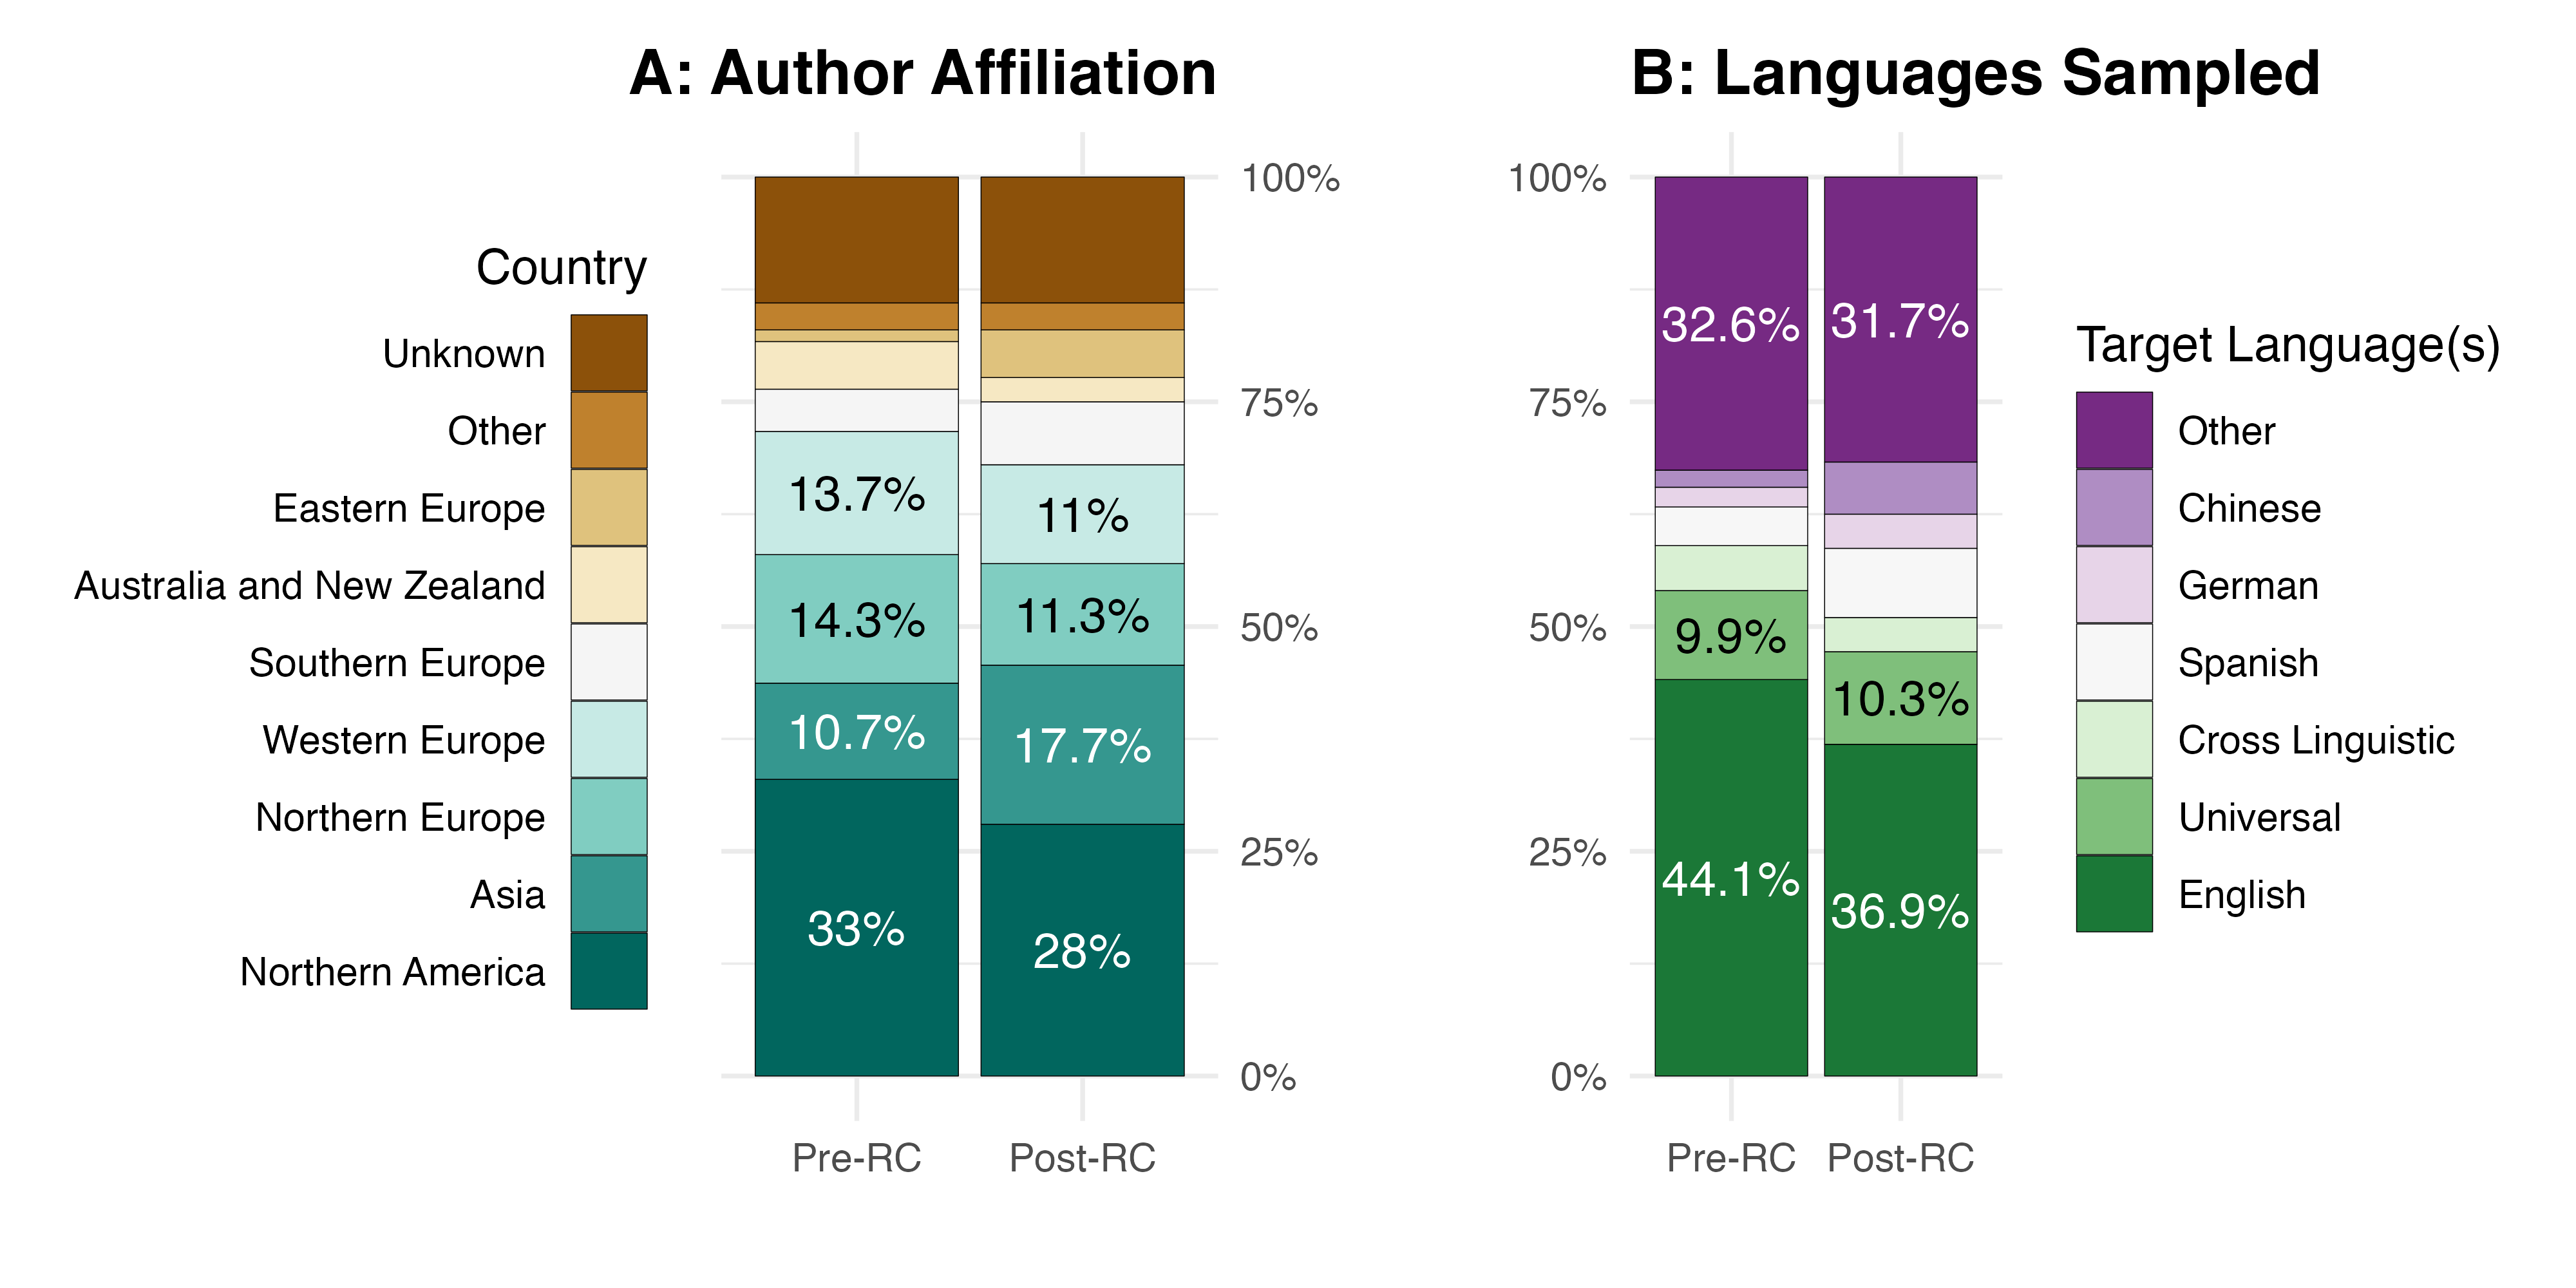 A: Author Affiliation
Country
Unknown
Other
Eastern Europe
Australia and New Zealand
Southern Europe
Western Europe
Northern Europe
Asia
Northern America
13.7%
14.3%
10.7%
33%
11%
11.3%
17.7%
28%
100%
75%
50%
25%
0%
Pre-RC
Post-RC
B: Languages Sampled
100%
75%
50%
25%
0%
32.6%
9.9%
44.1%
31.7%
10.3%
36.9%
Pre-RC
Post-RC
Target Language(s)
Other
Chinese
German
Spanish
Cross Linguistic
Universal
English